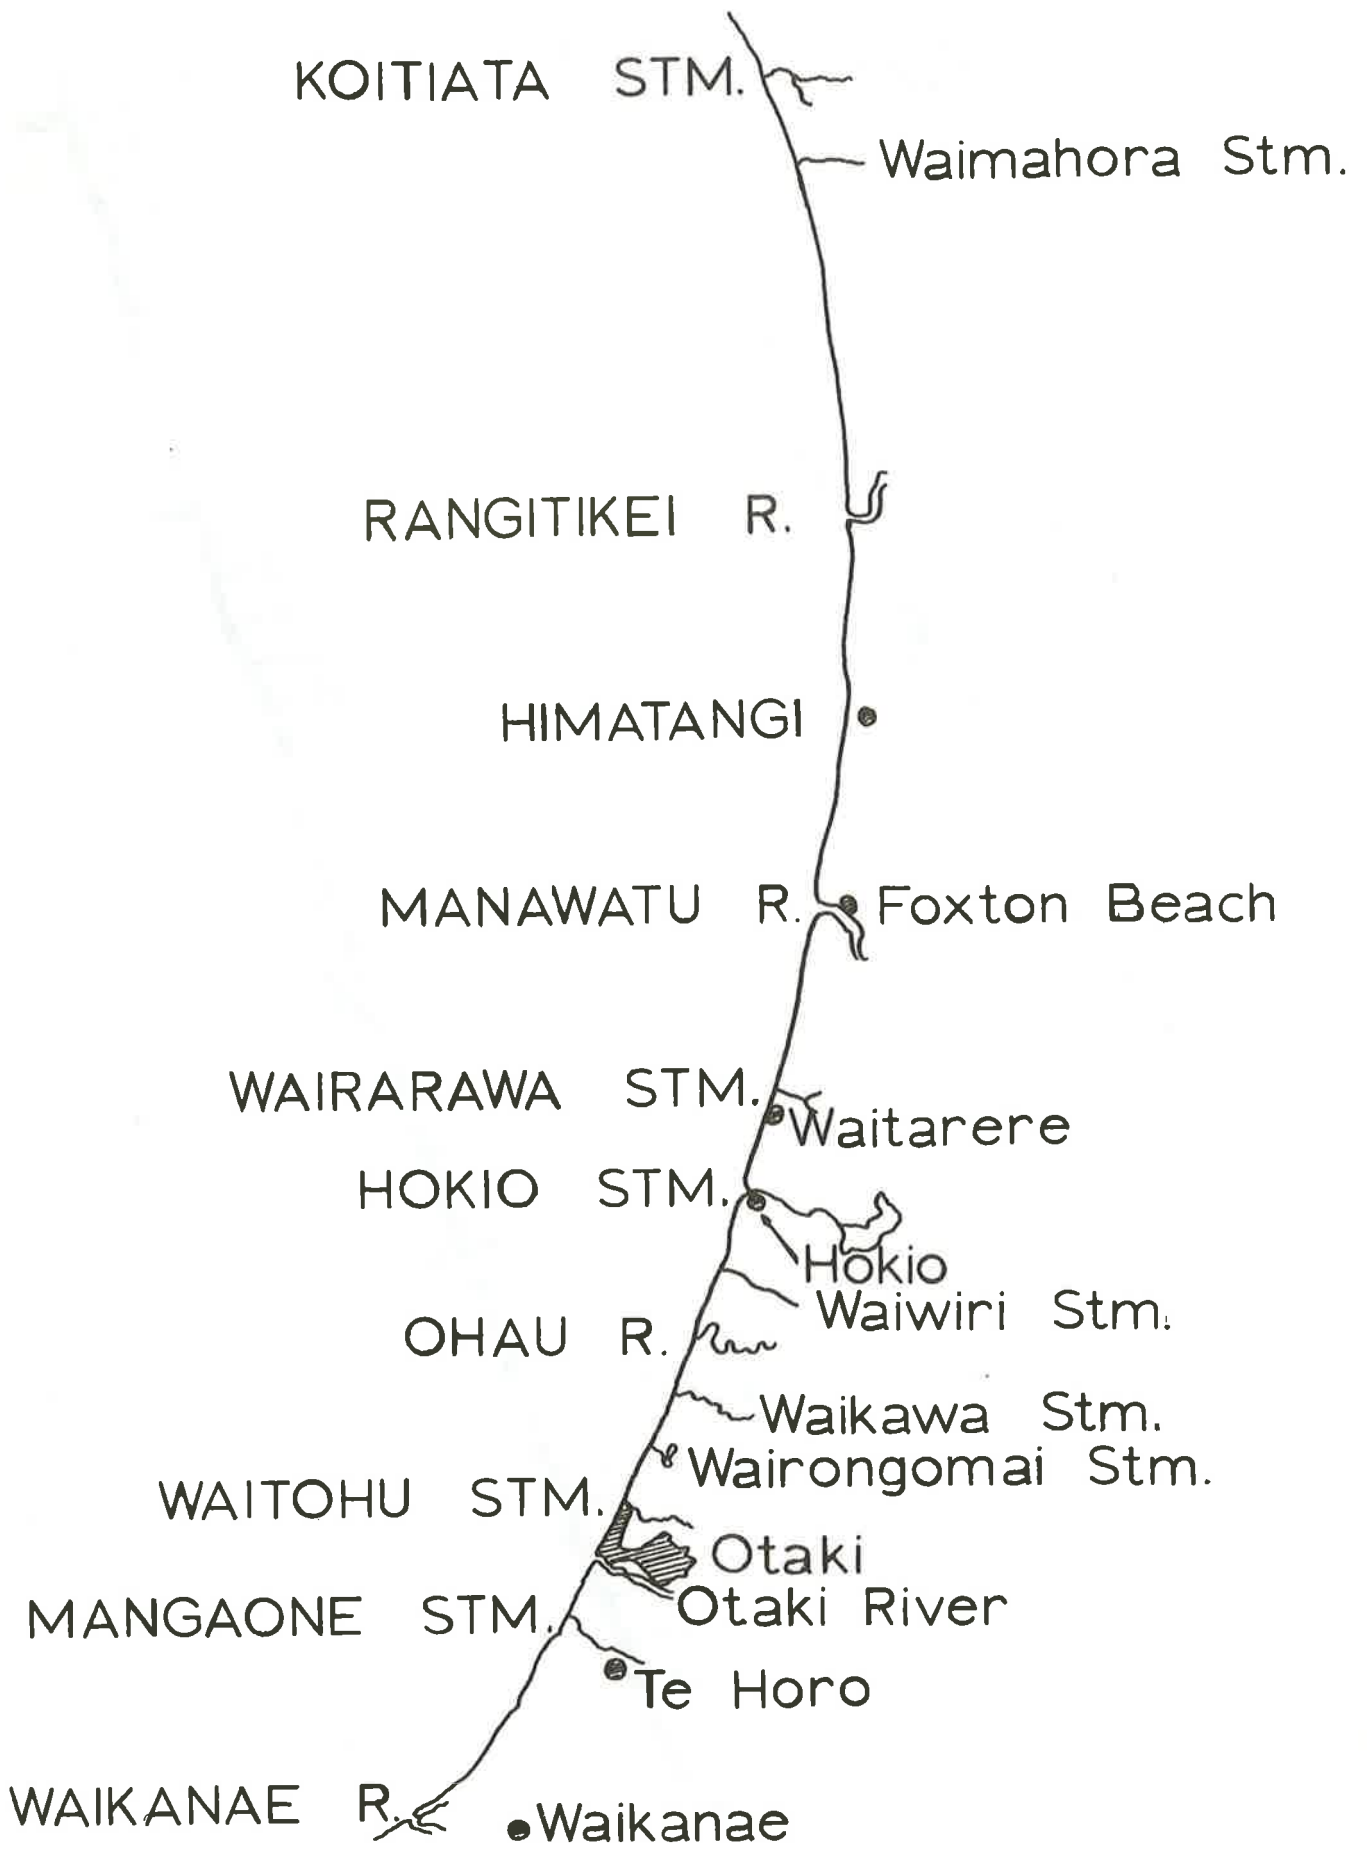 KOITIATA STM.
Waimahora Stm.
RANGITIKEI R.
HIMATANGI
MANAWATU R.
Foxton Beach
WAIRARAWA STM.
Waitarere
HOKIO STM.
Hokio
Waiwiri Stm.
OHAU R.
Waikawa Stm.
Wairongomai Stm.
WAITOHU STM.
Otaki
Otaki River
MANGAONE STM.
Te Horo
WAIKANAE R.
Waikanae